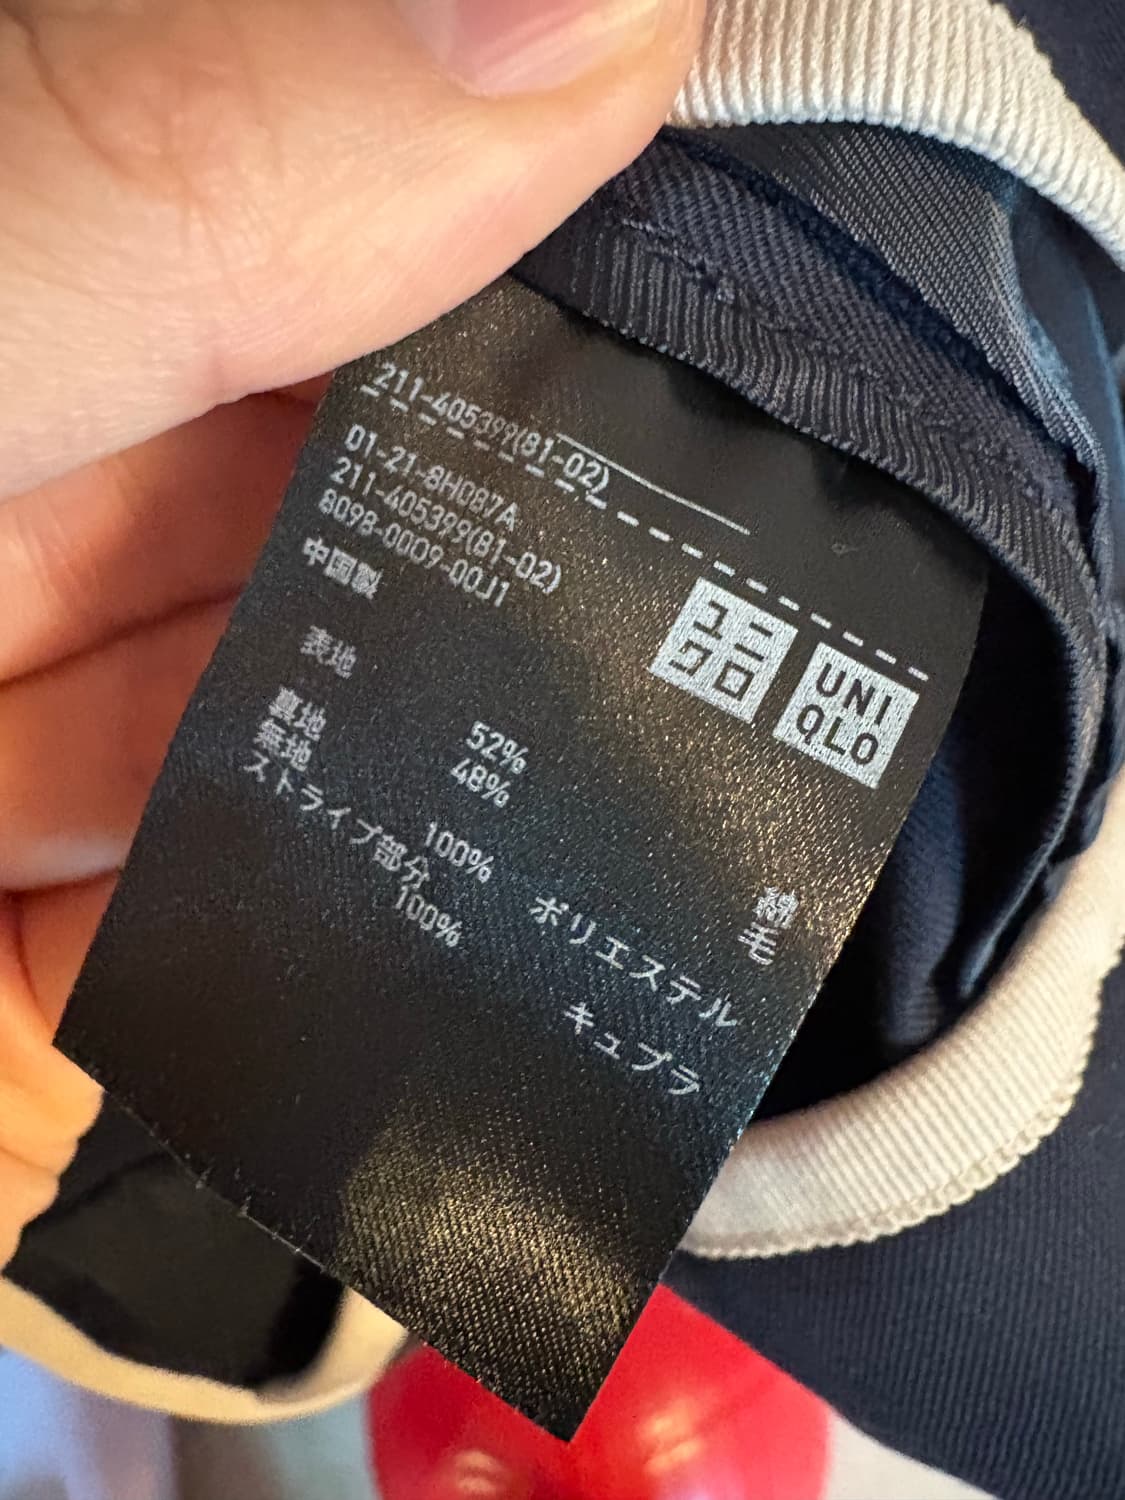 211-405399(81-02)
01-21-8H087A
211-405399(81-02)
8098-0009-00J1
中国製
ユニクロ
UNI
QLO
表地
52% 綿
48% 毛
裏地
無地
100% ポリエステル
ストライプ部分
100% キュプラ